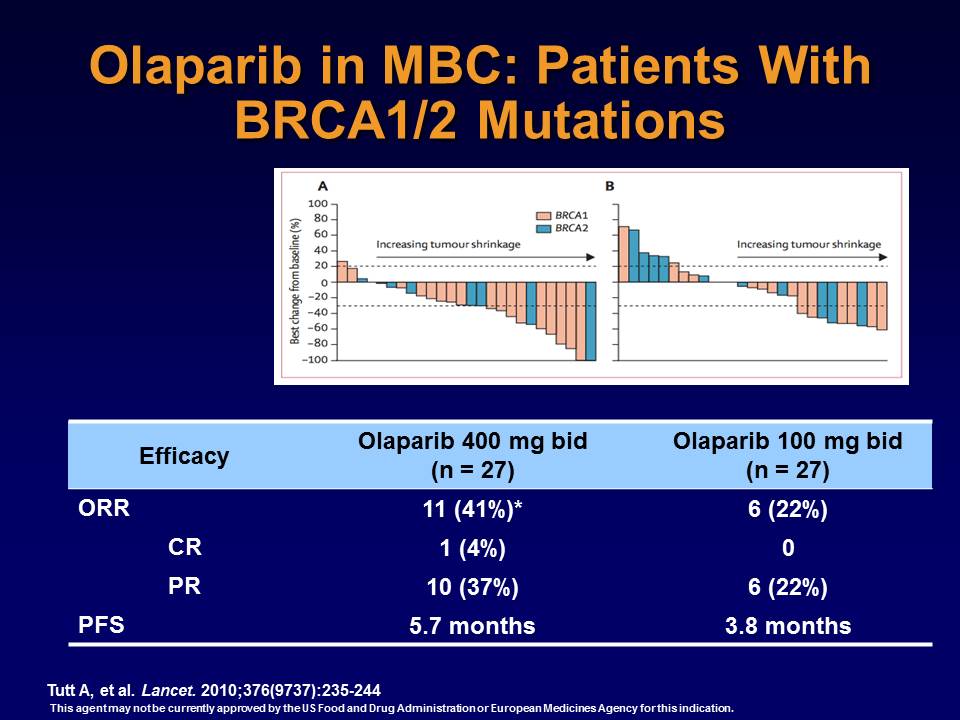 Olaparib in MBC: Patients With
BRCA1/2 Mutations
A
B
100
80
60
40
20
0
−20
−40
−60
−80
−100
Best change from baseline (%)
BRCA1
BRCA2
Increasing tumour shrinkage
Increasing tumour shrinkage
Efficacy
Olaparib 400 mg bid
(n = 27)
Olaparib 100 mg bid
(n = 27)
ORR 11 (41%)* 6 (22%)
CR 1 (4%) 0
PR 10 (37%) 6 (22%)
PFS 5.7 months 3.8 months
Tutt A, et al. Lancet. 2010;376(9737):235-244
This agent may not be currently approved by the US Food and Drug Administration or European Medicines Agency for this indication.